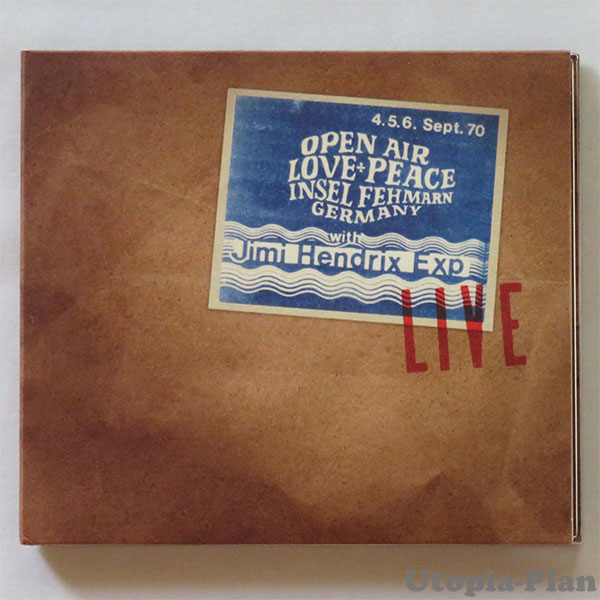 4.5.6. Sept. 70
OPEN AIR
LOVE+PEACE
INSEL FEHMARN
GERMANY
with
Jimi Hendrix Exp
LIVE
Utopia-Plan